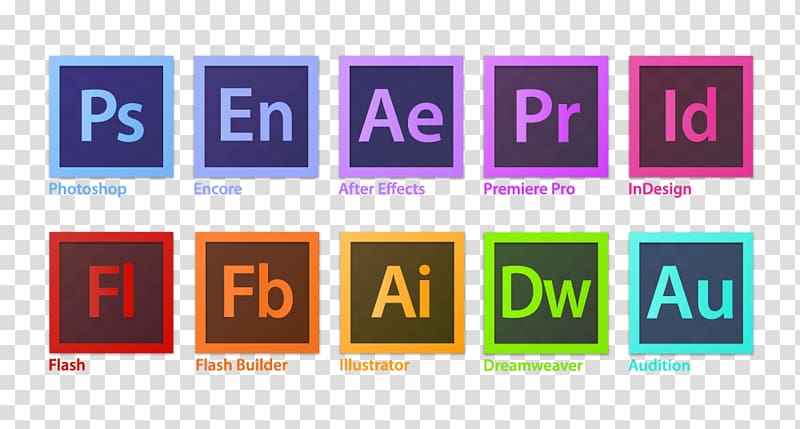 Ps En Ae Pr Id
Photoshop Encore After Effects Premiere Pro InDesign
Fl Fb Ai Dw Au
Flash Flash Builder Illustrator Dreamweaver Audition